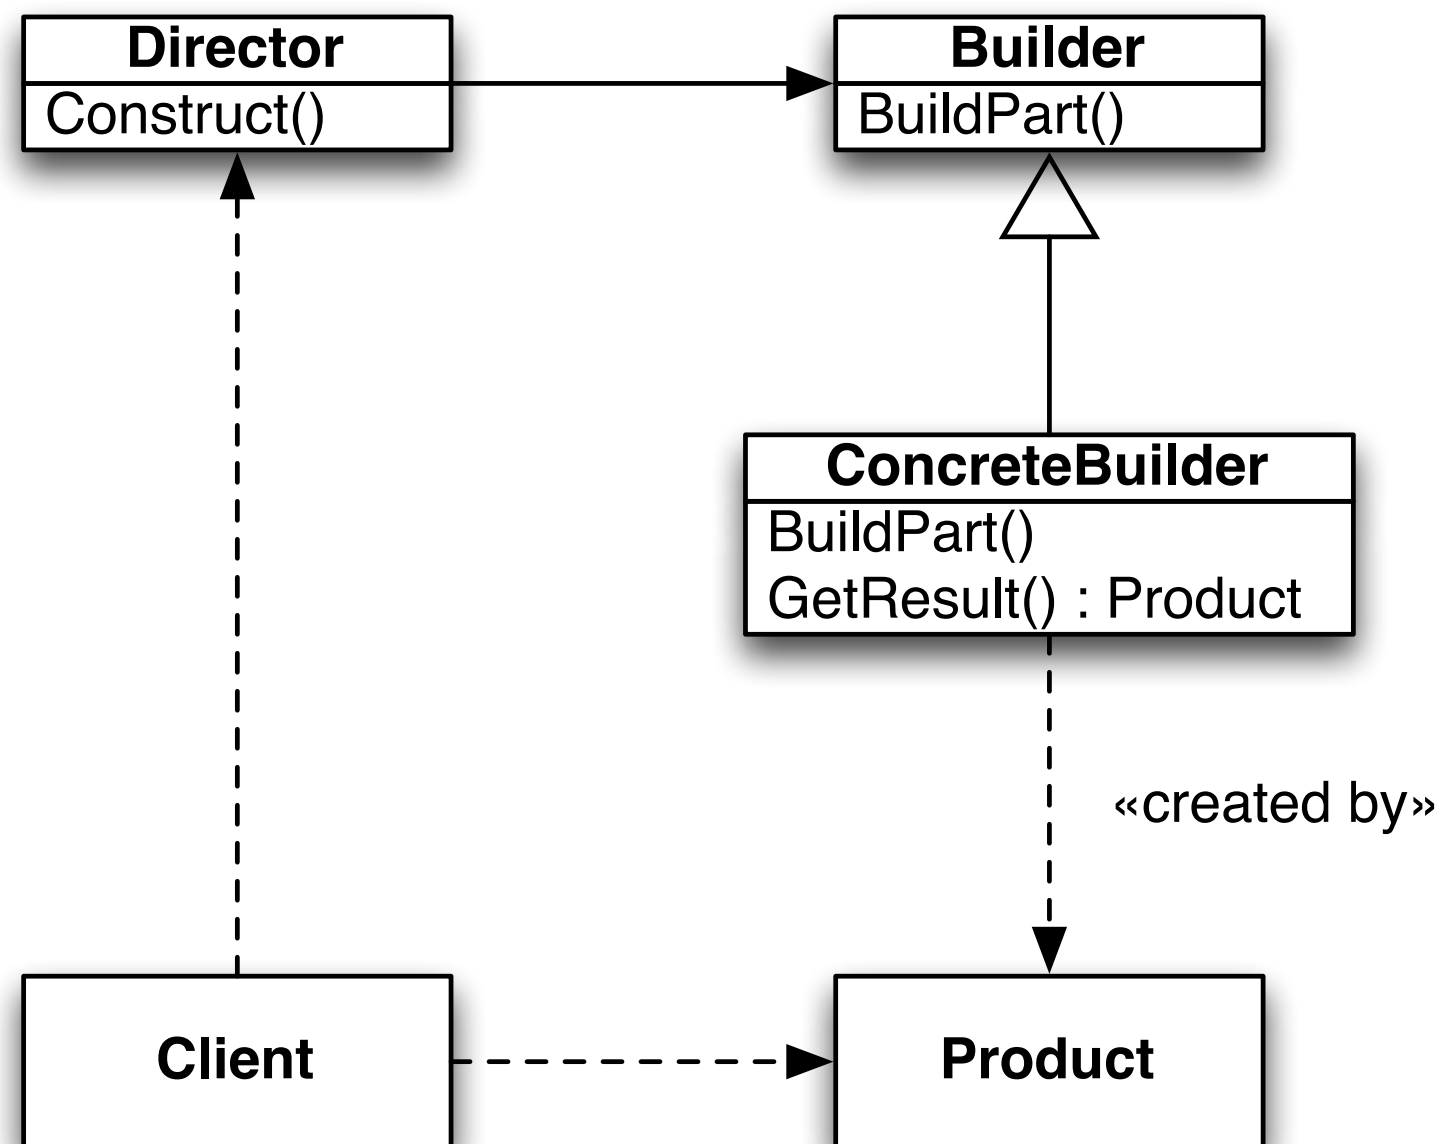 Director
Construct()
Builder
BuildPart()
ConcreteBuilder
BuildPart()
GetResult() : Product
«created by»
Client
Product